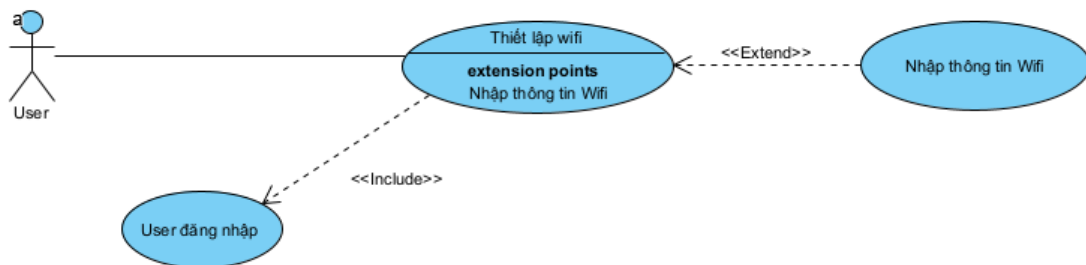 a
Thiết lập wifi
<<Extend>>
extension points
Nhập thông tin Wifi
Nhập thông tin Wifi
User
<<Include>>
User đăng nhập